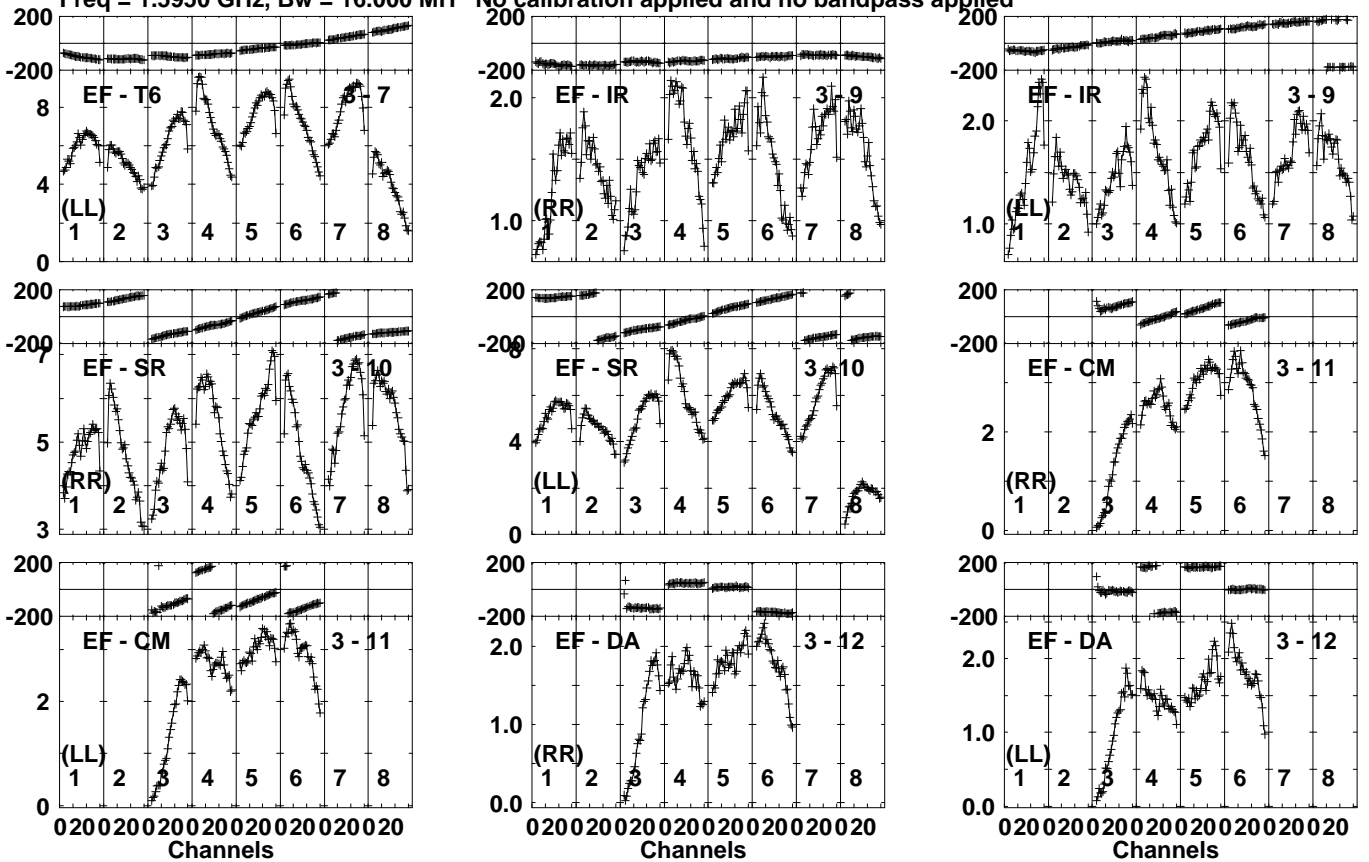 Freq = 1.5950 GHz, Bw = 16.000 MH No calibration applied and no bandpass applied
200 200 200
-200 -200 -200
EF - T6 3 - 7 EF - IR 3 - 9 EF - IR 3 - 9
8 2.0 2.0
4
(LL) (RR) 1.0 (LL) 1.0
1 2 3 4 5 6 7 8 1 2 3 4 5 6 7 8 1 2 3 4 5 6 7 8
0
200 200 200
-200 -200 -200
7 8
EF - SR 3 - 10 EF - SR 3 - 10 EF - CM 3 - 11
5 4 2
(RR) (LL) (RR)
1 2 3 4 5 6 7 8 1 2 3 4 5 6 7 8 1 2 3 4 5 6 7 8
3 0 0
200 200 200
-200 -200 -200
EF - CM 3 - 11 EF - DA 3 - 12 EF - DA 3 - 12
2.0 2.0
2 1.0 1.0
(LL) (RR) (LL)
1 2 3 4 5 6 7 8 1 2 3 4 5 6 7 8 1 2 3 4 5 6 7 8
0 0.0 0.0
0 20 0 20 0 20 0 20 0 20 0 20 0 20 0 20 0 20 0 20 0 20 0 20 0 20 0 20 0 20 0 20 0 20 0 20 0 20 0 20 0 20 0 20 0 20 0 20
Channels Channels Channels